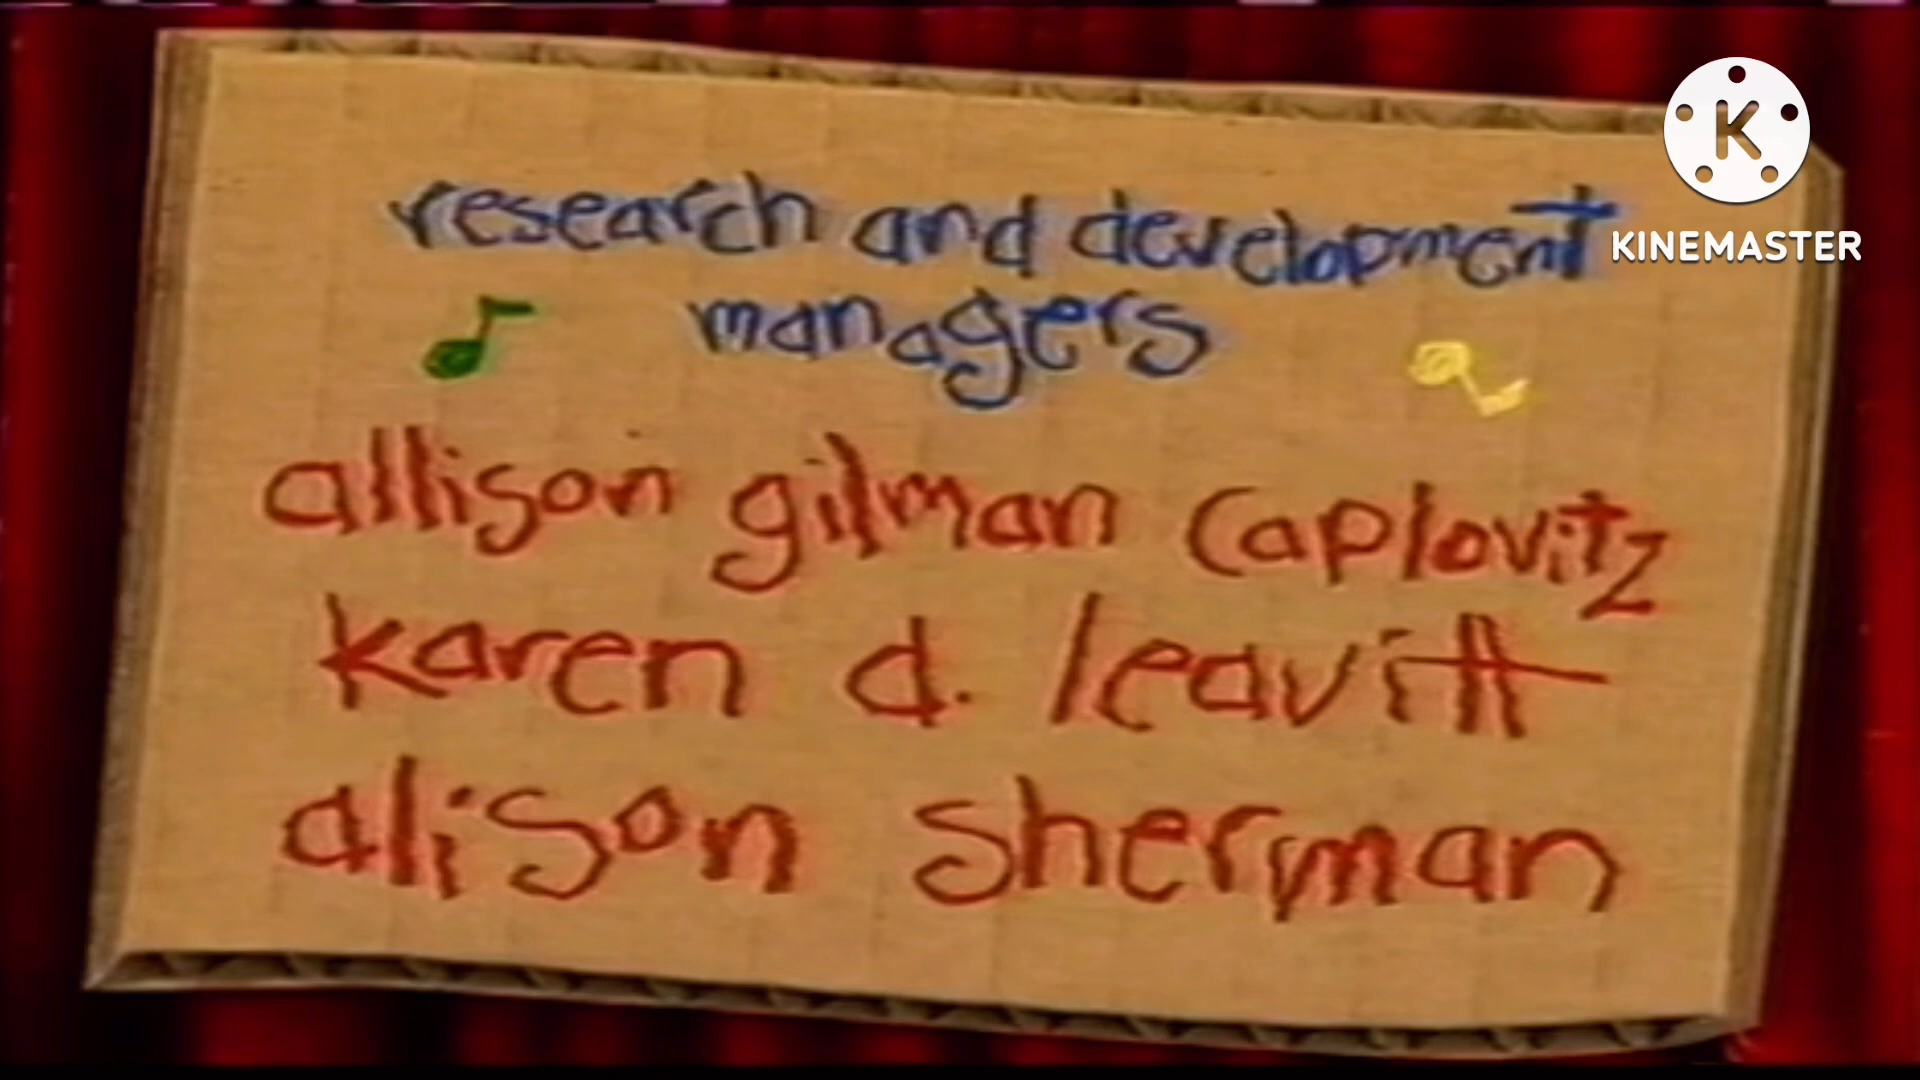 research and development
managers
allison gilman caplovitz
karen d. leavitt
alison sherman
K
KINEMASTER